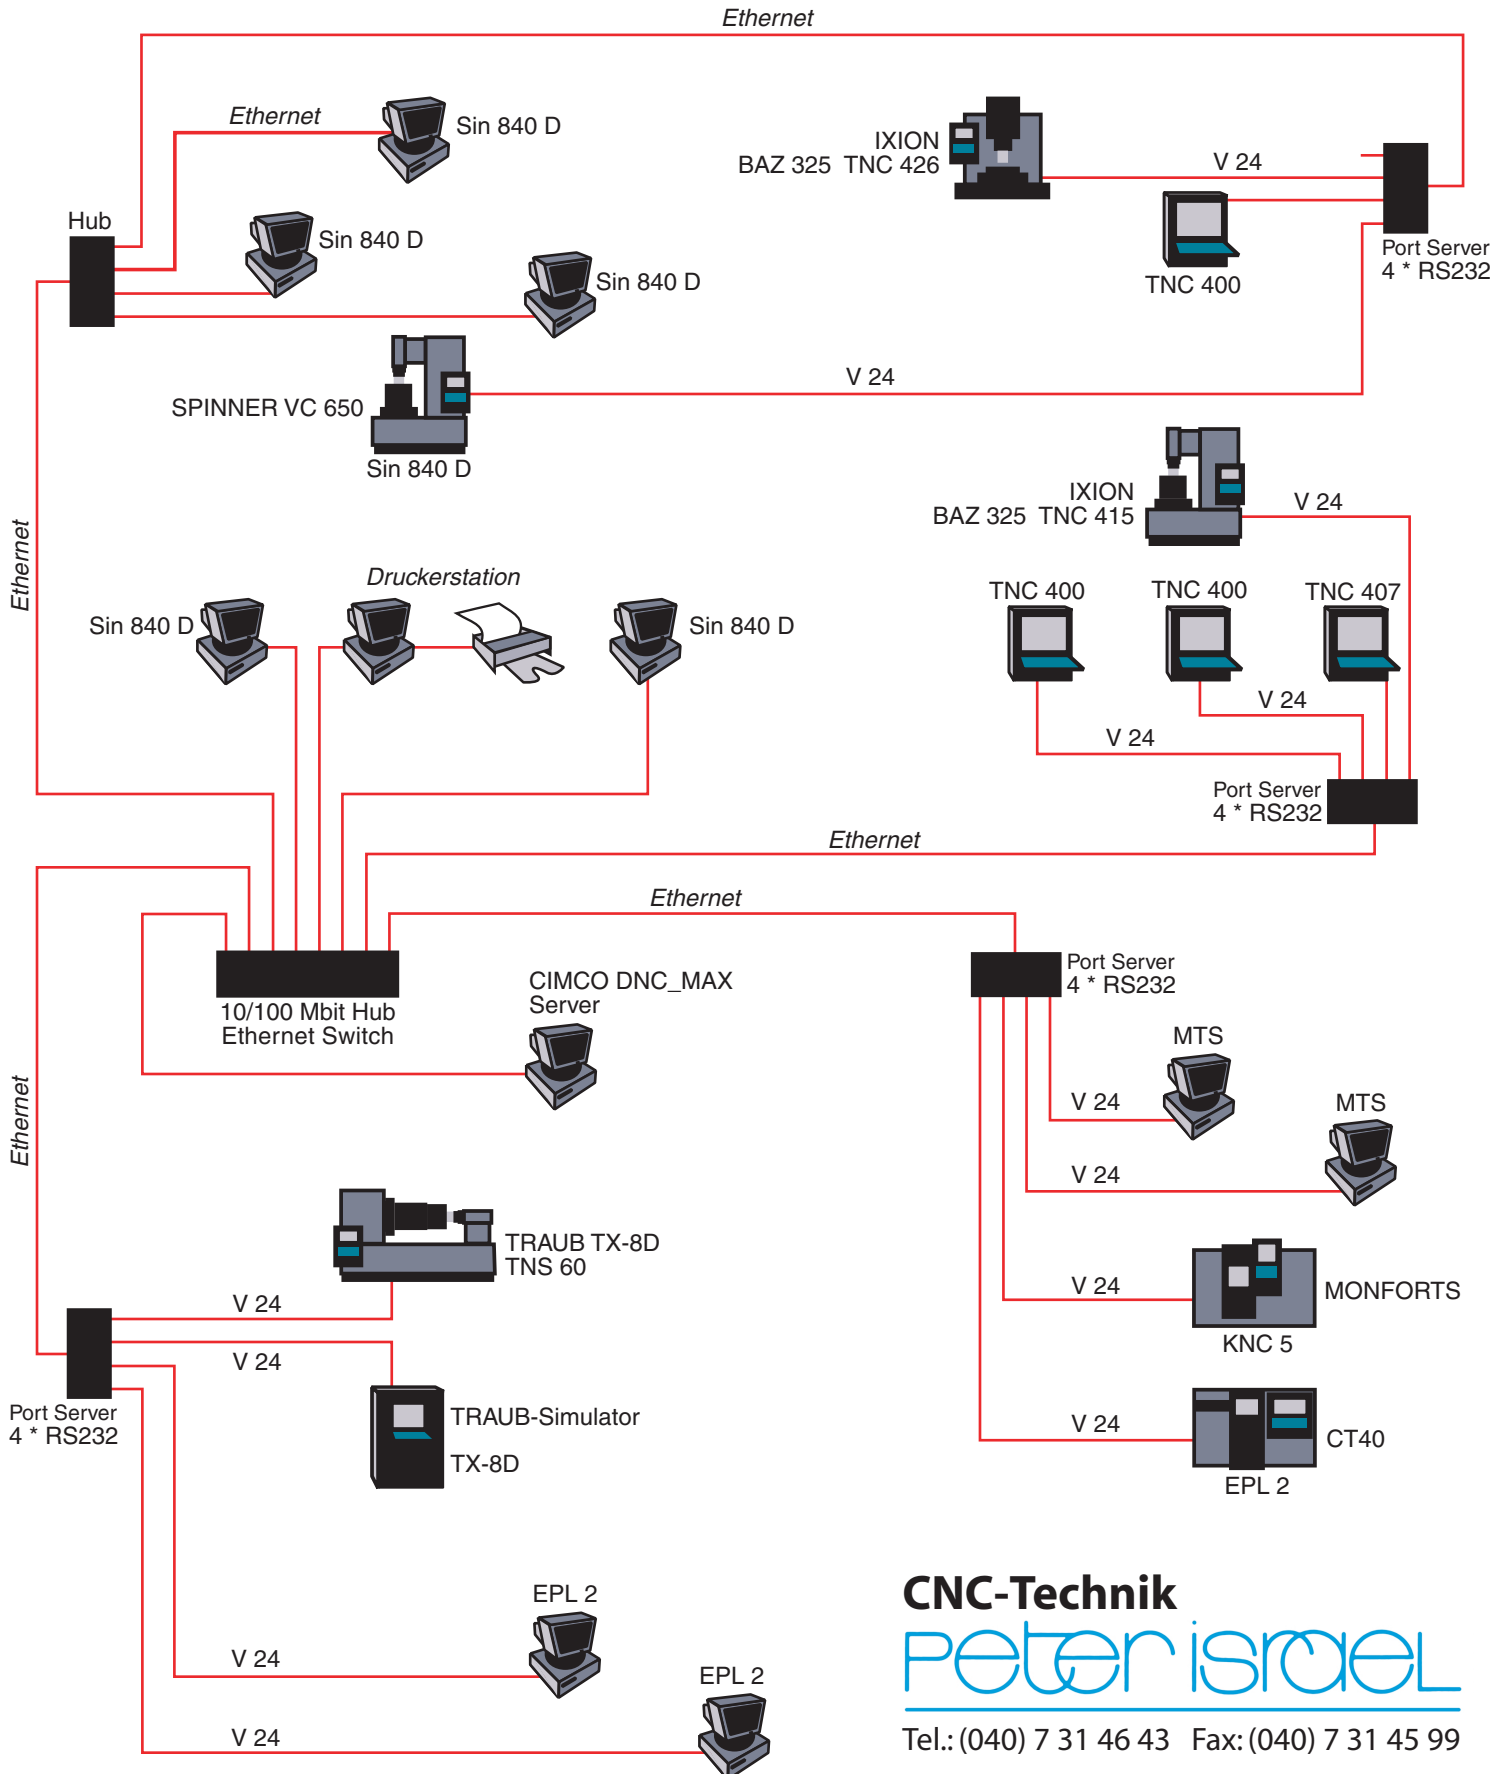 Ethernet
Ethernet
Sin 840 D
IXION
BAZ 325 TNC 426
V 24
Hub
Sin 840 D
Port Server
4 * RS232
Sin 840 D
TNC 400
V 24
SPINNER VC 650
Sin 840 D
IXION
BAZ 325 TNC 415
V 24
Ethernet
Druckerstation
Sin 840 D
Sin 840 D
TNC 400
TNC 400
TNC 407
V 24
V 24
Port Server
4 * RS232
Ethernet
Ethernet
10/100 Mbit Hub
Ethernet Switch
CIMCO DNC_MAX
Server
Port Server
4 * RS232
MTS
V 24
MTS
V 24
Ethernet
TRAUB TX-8D
TNS 60
V 24
V 24
MONFORTS
KNC 5
V 24
Port Server
4 * RS232
TRAUB-Simulator
TX-8D
V 24
CT40
EPL 2
EPL 2
V 24
EPL 2
V 24
CNC-Technik
Peter israel
Tel.: (040) 7 31 46 43 Fax: (040) 7 31 45 99